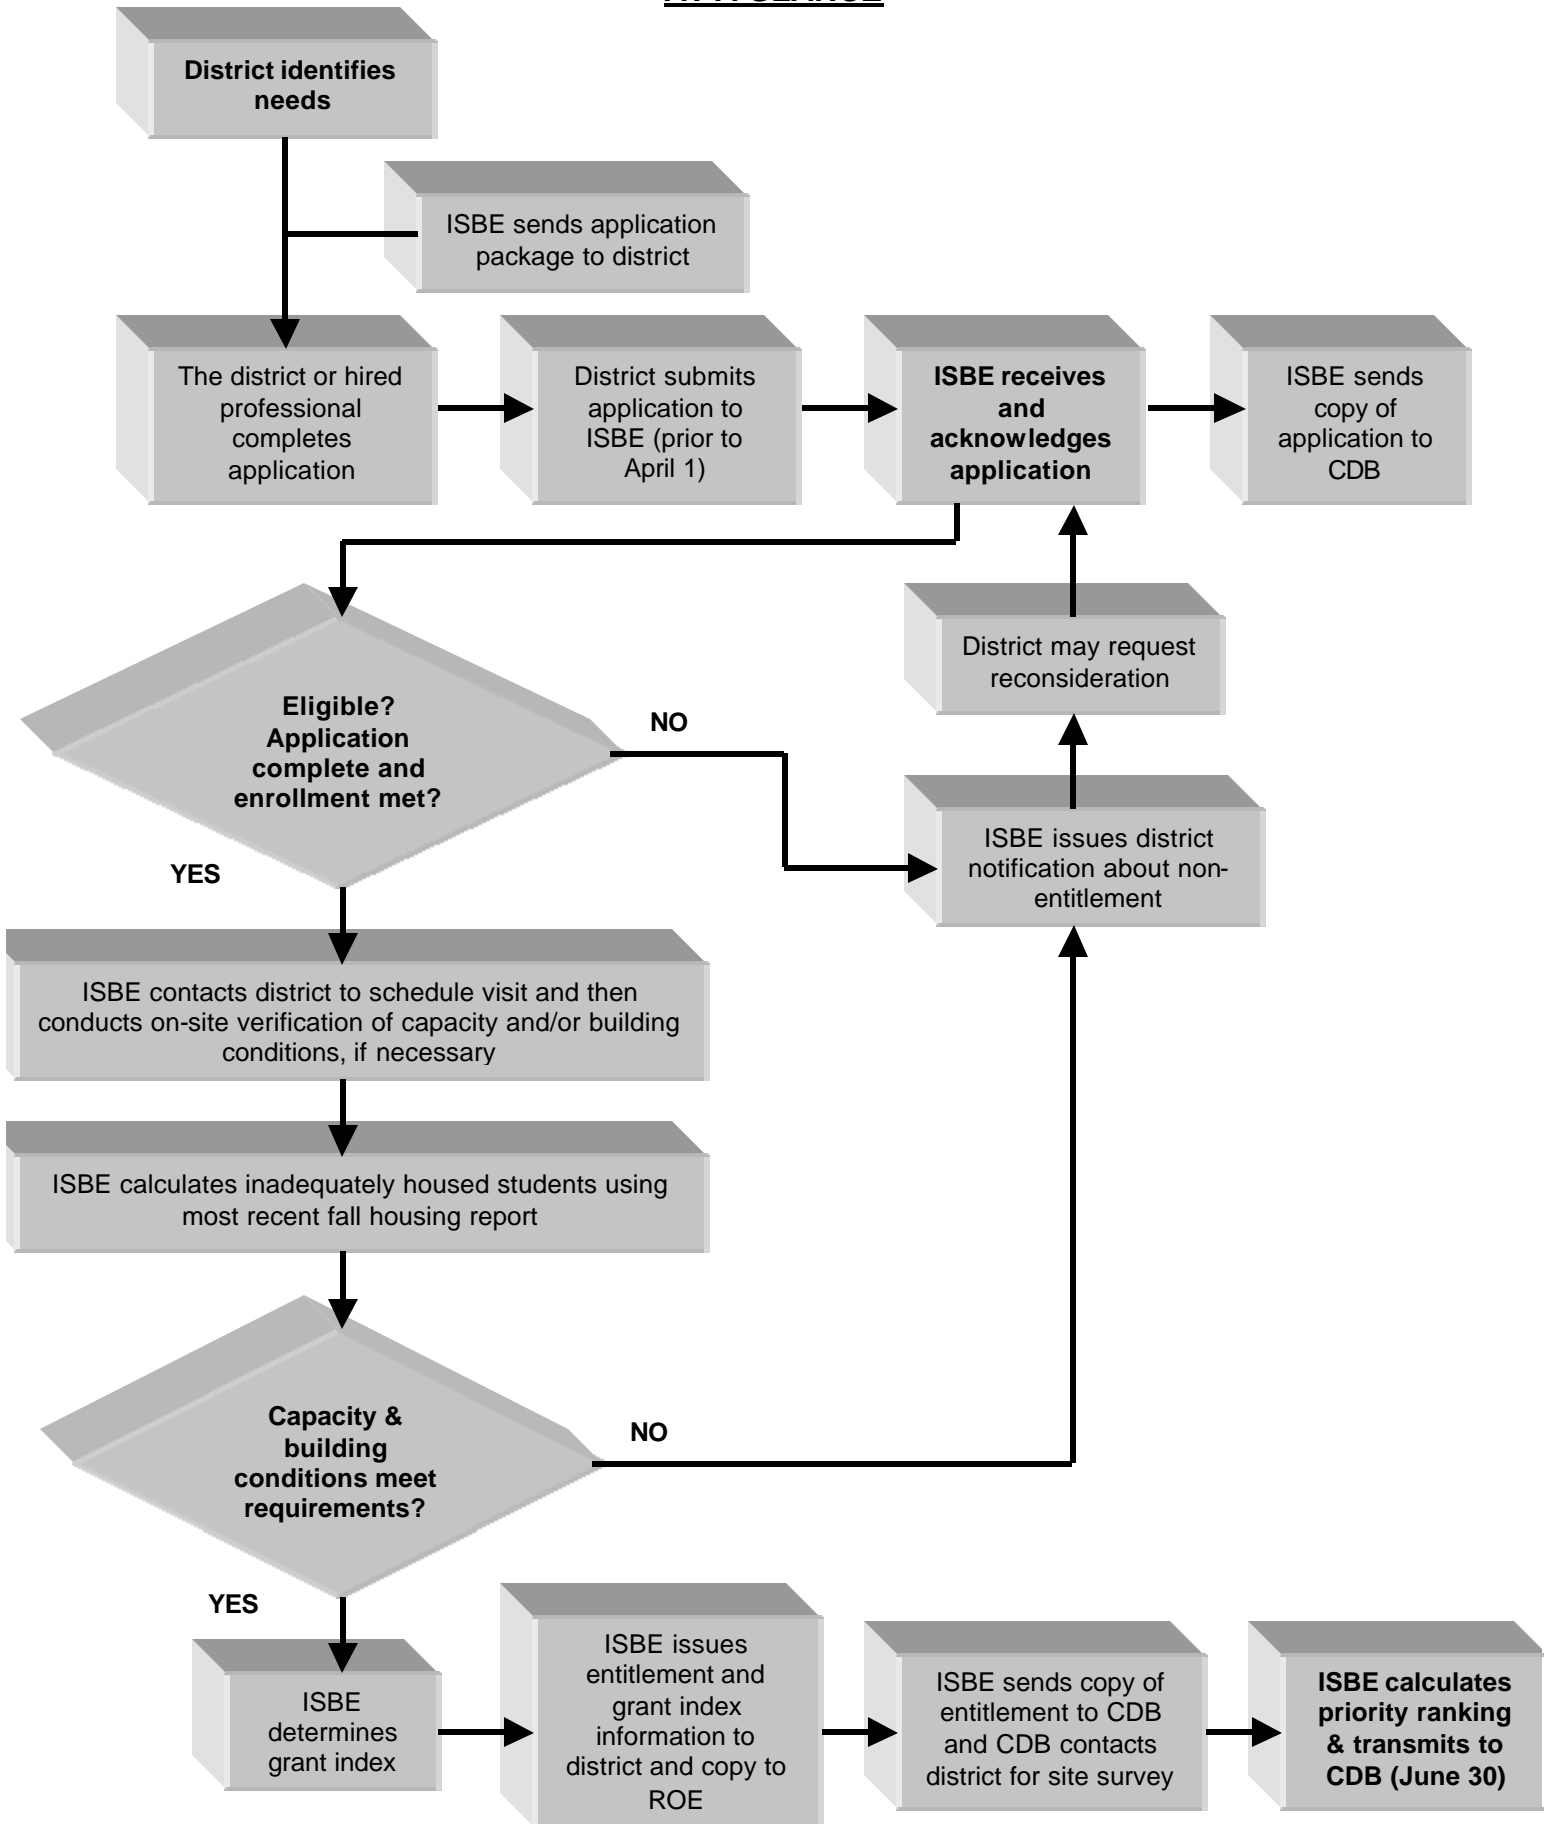 District identifies
needs
ISBE sends application
package to district
The district or hired
professional
completes
application
District submits
application to
ISBE (prior to
April 1)
ISBE receives
and
acknowledges
application
ISBE sends
copy of
application to
CDB
District may request
reconsideration
Eligible?
Application
complete and
enrollment met?
NO
ISBE issues district
notification about non-
entitlement
YES
ISBE contacts district to schedule visit and then
conducts on-site verification of capacity and/or building
conditions, if necessary
ISBE calculates inadequately housed students using
most recent fall housing report
Capacity &
building
conditions meet
requirements?
NO
YES
ISBE
determines
grant index
ISBE issues
entitlement and
grant index
information to
district and copy to
ROE
ISBE sends copy of
entitlement to CDB
and CDB contacts
district for site survey
ISBE calculates
priority ranking
& transmits to
CDB (June 30)